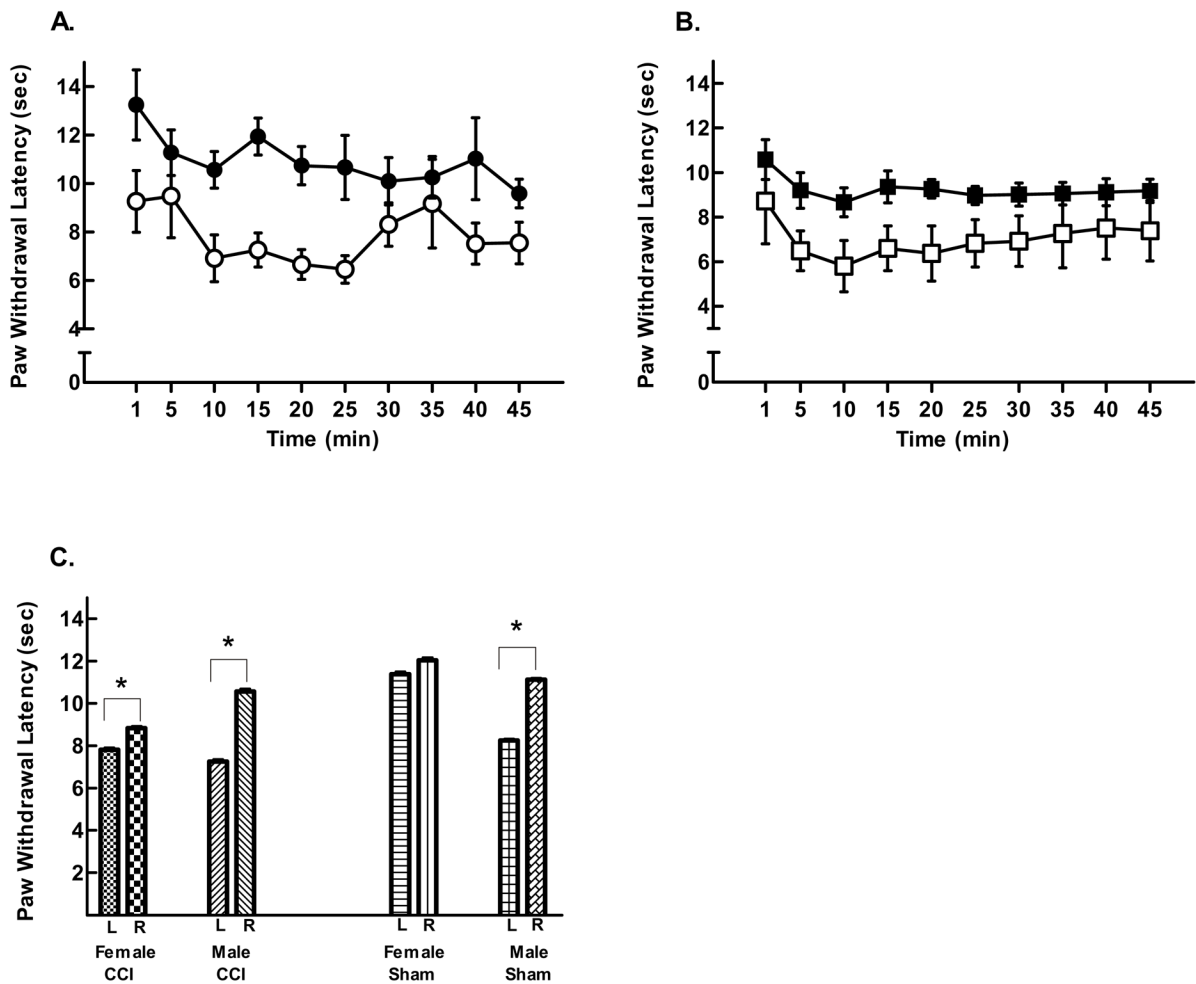 A.
Paw Withdrawal Latency (sec)
14
12
10
8
6
4
0
1 5 10 15 20 25 30 35 40 45
Time (min)
B.
Paw Withdrawal Latency (sec)
14
12
10
8
6
4
0
1 5 10 15 20 25 30 35 40 45
Time (min)
C.
Paw Withdrawal Latency (sec)
14
12
10
8
6
4
2
* * *
L R L R L R L R
Female Male Female Male
CCI CCI Sham Sham